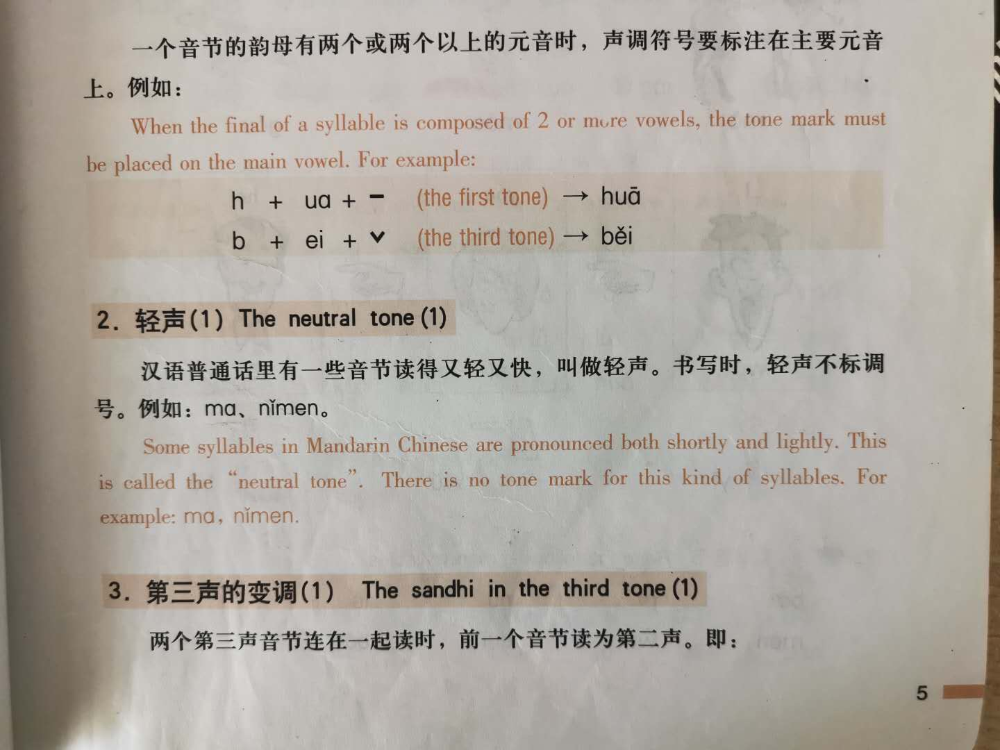 一个音节的韵母有两个或两个以上的元音时，声调符号要标注在主要元音
上。例如：
When the final of a syllable is composed of 2 or more vowels, the tone mark must
be placed on the main vowel. For example:
h + ua + ˉ (the first tone) → huā
b + ei + ˇ (the third tone) → běi
2. 轻声(1) The neutral tone (1)
汉语普通话里有一些音节读得又轻又快，叫做轻声。书写时，轻声不标调
号。例如：ma、nǐmen。
Some syllables in Mandarin Chinese are pronounced both shortly and lightly. This
is called the “neutral tone”. There is no tone mark for this kind of syllables. For
example: ma, nǐmen.
3. 第三声的变调(1) The sandhi in the third tone (1)
两个第三声音节连在一起读时，前一个音节读为第二声。即：
5